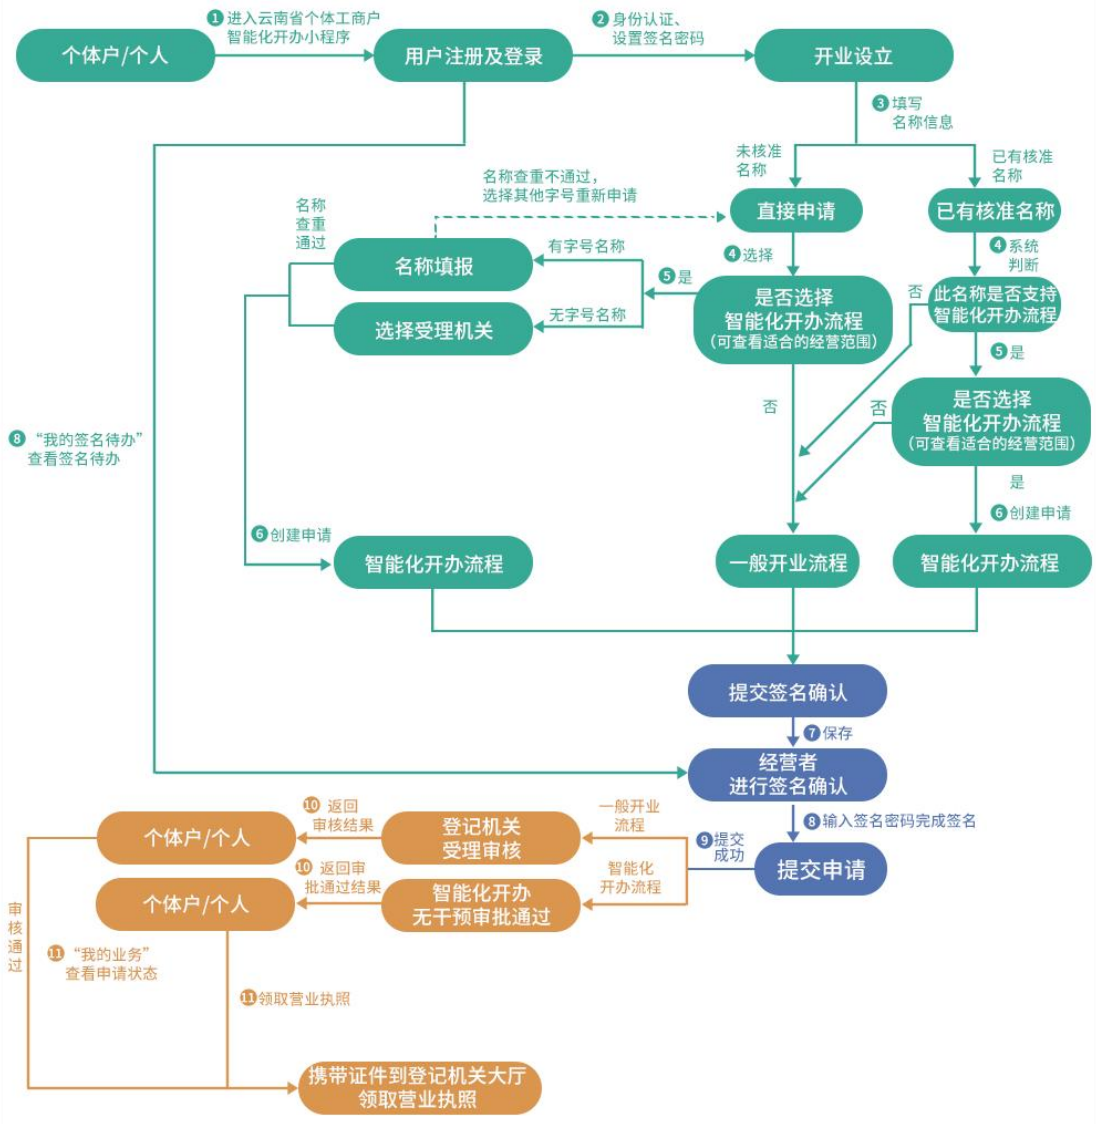 个体户/个人
❶进入云南省个体工商户
智能化开办小程序
用户注册及登录
❷身份认证、
设置签名密码
开业设立
❸填写
名称信息
未核准
名称
已有核准
名称
直接申请
已有核准名称
名称查重不通过，
选择其他字号重新申请
名称
查重
通过
名称填报
有字号名称
选择受理机关
无字号名称
❺是
❹选择
是否选择
智能化开办流程
（可查看适合的经营范围）
❹系统
判断
否
此名称是否支持
智能化开办流程
❺是
否
否
是否选择
智能化开办流程
（可查看适合的经营范围）
是
❽“我的签名待办”
查看签名待办
❻创建申请
❻创建申请
智能化开办流程
一般开业流程
智能化开办流程
提交签名确认
❼保存
经营者
进行签名确认
❽输入签名密码完成签名
提交申请
❾提交
成功
一般开业
流程
智能化
开办流程
登记机关
受理审核
智能化开办
无干预审批通过
❿返回
审核结果
❿返回审
批通过结果
个体户/个人
个体户/个人
审
核
通
过
⓫“我的业务”
查看申请状态
⓫领取营业执照
携带证件到登记机关大厅
领取营业执照